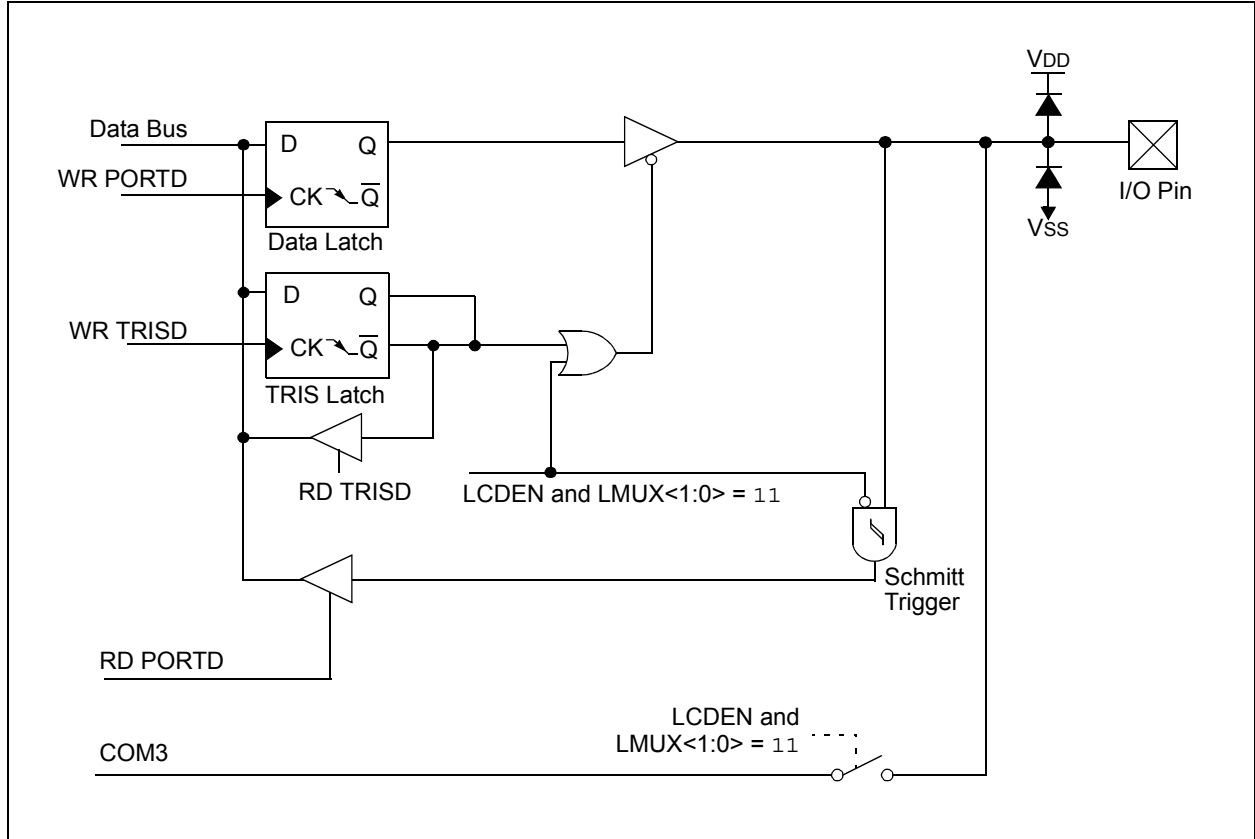 VDD
Data Bus
D Q
WR PORTD
CK Q̅
I/O Pin
Data Latch
VSS
D Q
WR TRISD
CK Q̅
TRIS Latch
RD TRISD
LCDEN and LMUX<1:0> = 11
Schmitt
Trigger
RD PORTD
LCDEN and
LMUX<1:0> = 11
COM3